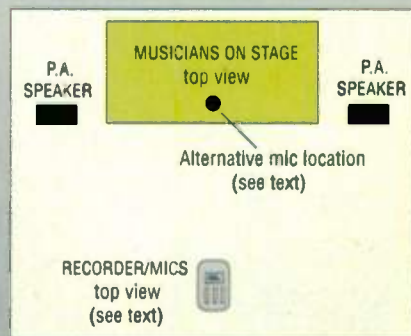 MUSICIANS ON STAGE
top view
P.A.
SPEAKER
P.A.
SPEAKER
Alternative mic location
(see text)
RECORDER/MICS
top view
(see text)